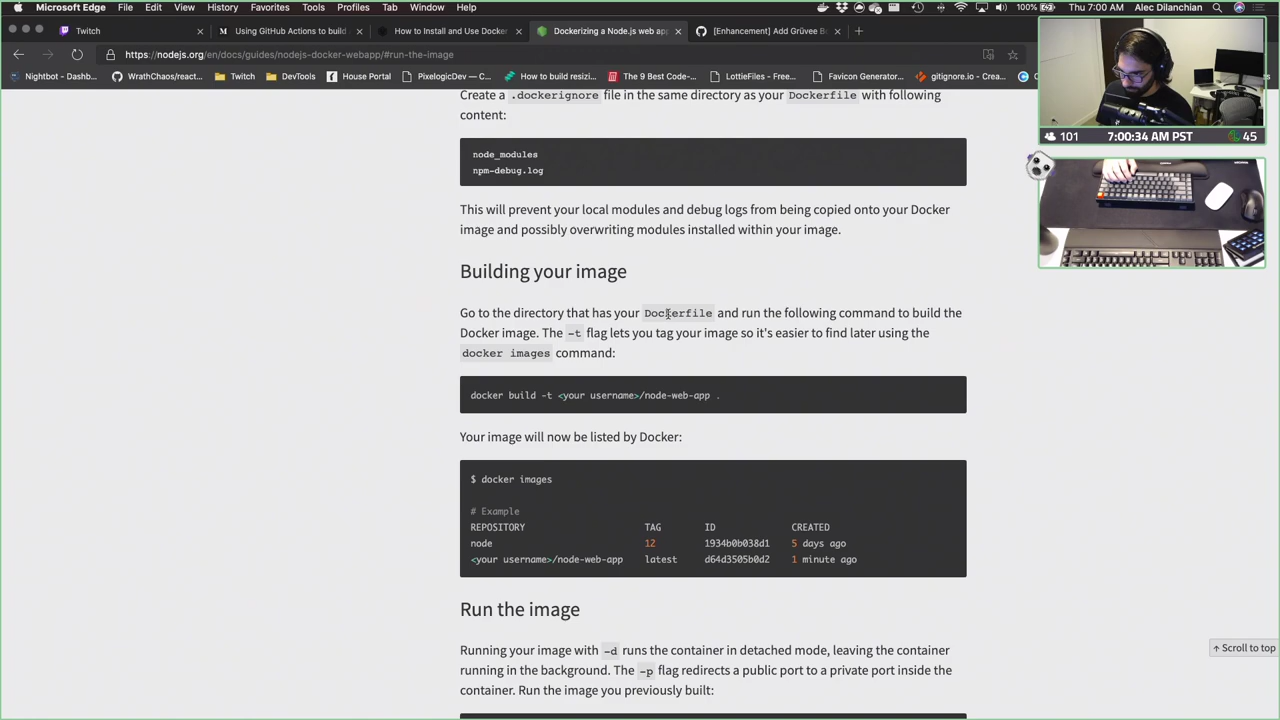 Microsoft Edge File Edit View History Favorites Tools Profiles Tab Window Help 100% Thu 7:00 AM Alec Dilanchian
Twitch Using GitHub Actions to build How to Install and Use Docker Dockerizing a Node.js web app [Enhancement] Add Grüvee Bo
https://nodejs.org/en/docs/guides/nodejs-docker-webapp/#run-the-image
Nightbot - Dashb... WrathChaos/react... Twitch DevTools House Portal PixelogicDev — C... How to build resizi... The 9 Best Code-... LottieFiles – Free... Favicon Generator... gitignore.io - Crea...
Create a .dockerignore file in the same directory as your Dockerfile with following
content:
node_modules
npm-debug.log
This will prevent your local modules and debug logs from being copied onto your Docker
image and possibly overwriting modules installed within your image.
Building your image
Go to the directory that has your Dockerfile and run the following command to build the
Docker image. The -t flag lets you tag your image so it's easier to find later using the
docker images command:
docker build -t <your username>/node-web-app .
Your image will now be listed by Docker:
$ docker images
# Example
REPOSITORY TAG ID CREATED
node 12 1934b0b038d1 5 days ago
<your username>/node-web-app latest d64d3505b0d2 1 minute ago
Run the image
Running your image with -d runs the container in detached mode, leaving the container
running in the background. The -p flag redirects a public port to a private port inside the
container. Run the image you previously built:
↑ Scroll to top
101 7:00:34 AM PST 45